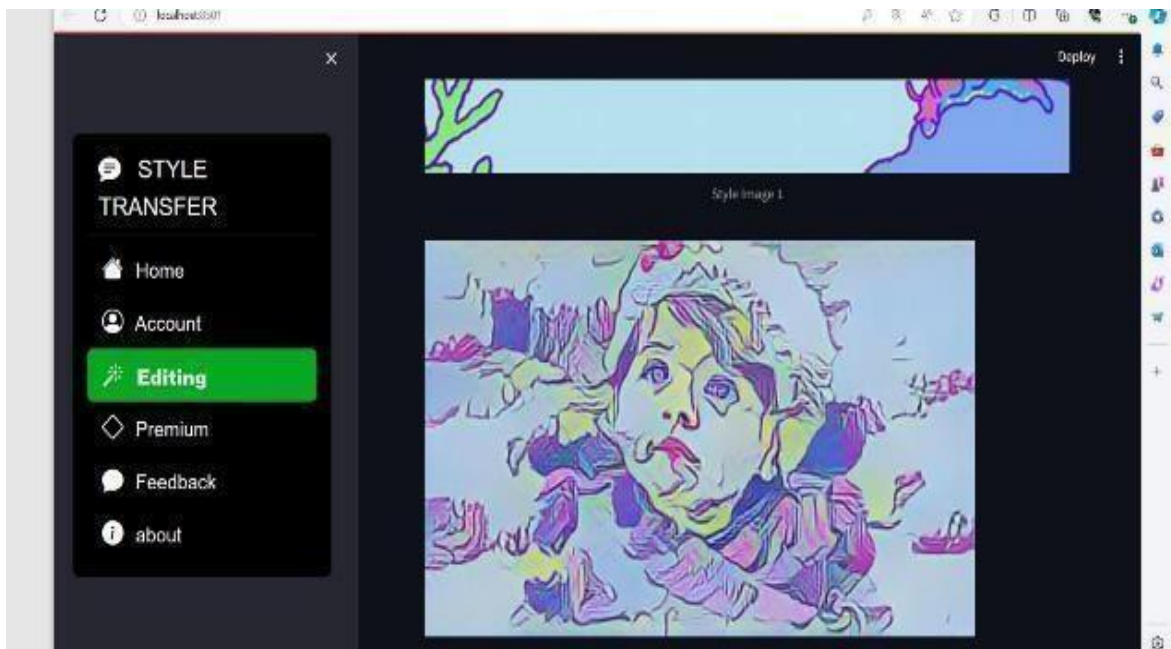 localhost:8501
Deploy
STYLE
TRANSFER
Home
Account
Editing
Premium
Feedback
about
Style Image 1